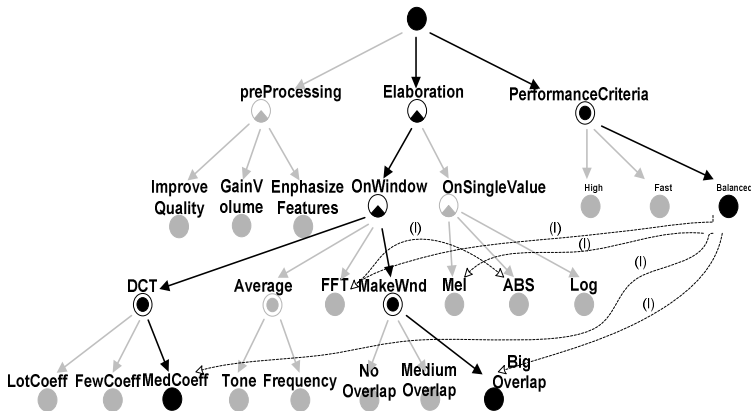 preProcessing
Elaboration
PerformanceCriteria
Improve
Quality
GainV
olume
Enphasize
Features
OnWindow
OnSingleValue
High
Fast
Balanced
(I)
(I)
(I)
(I)
DCT
Average
FFT
MakeWnd
Mel
ABS
Log
LotCoeff
FewCoeff
MedCoeff
Tone
Frequency
No
Overlap
Medium
Overlap
Big
Overlap